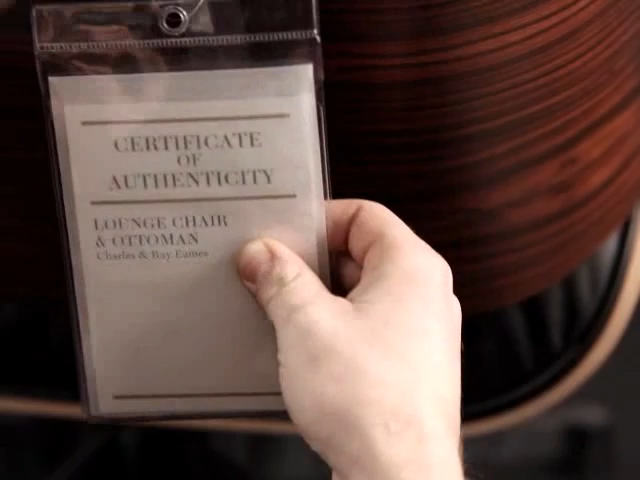 CERTIFICATE
OF
AUTHENTICITY
LOUNGE CHAIR
& OTTOMAN
Charles & Ray Eames